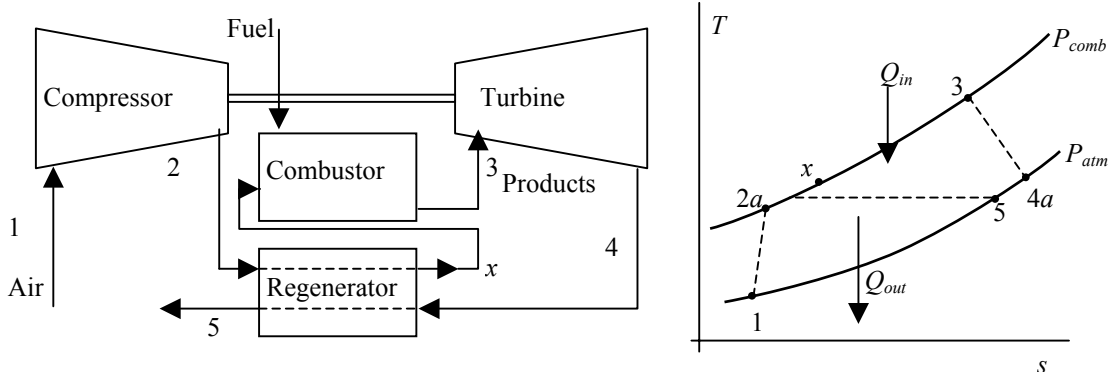 Fuel
Compressor
Turbine
2
Combustor
3
Products
1
4
x
Air
Regenerator
5
T
P_comb
Q_in
3
P_atm
x
2a
5
4a
Q_out
1
s